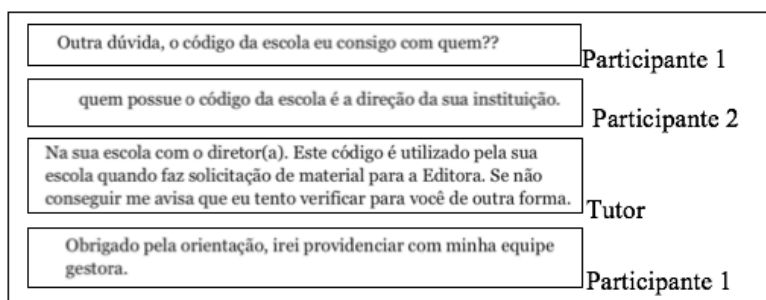 Outra dúvida, o código da escola eu consigo com quem??
Participante 1
quem possue o código da escola é a direção da sua instituição.
Participante 2
Na sua escola com o diretor(a). Este código é utilizado pela sua
escola quando faz solicitação de material para a Editora. Se não
conseguir me avisa que eu tento verificar para você de outra forma.
Tutor
Obrigado pela orientação, irei providenciar com minha equipe
gestora.
Participante 1